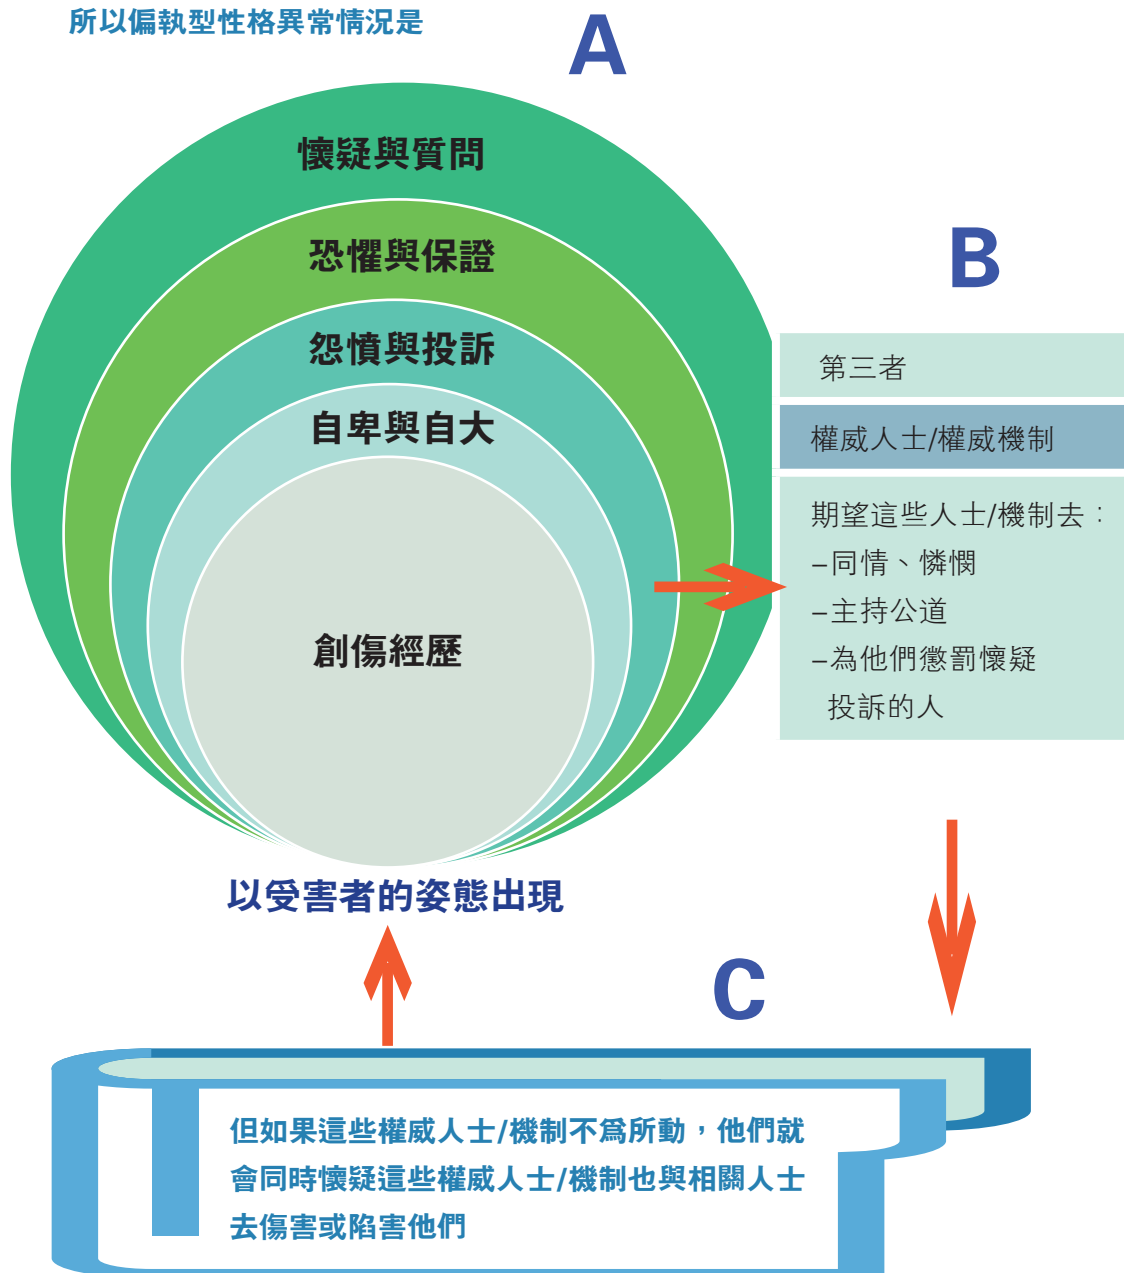 所以偏執型性格異常情況是
A
懷疑與質問
恐懼與保證
怨憤與投訴
自卑與自大
創傷經歷
以受害者的姿態出現
B
第三者
權威人士/權威機制
期望這些人士/機制去：
–同情、憐憫
–主持公道
–為他們懲罰懷疑
投訴的人
C
但如果這些權威人士/機制不為所動，他們就
會同時懷疑這些權威人士/機制也與相關人士
去傷害或陷害他們